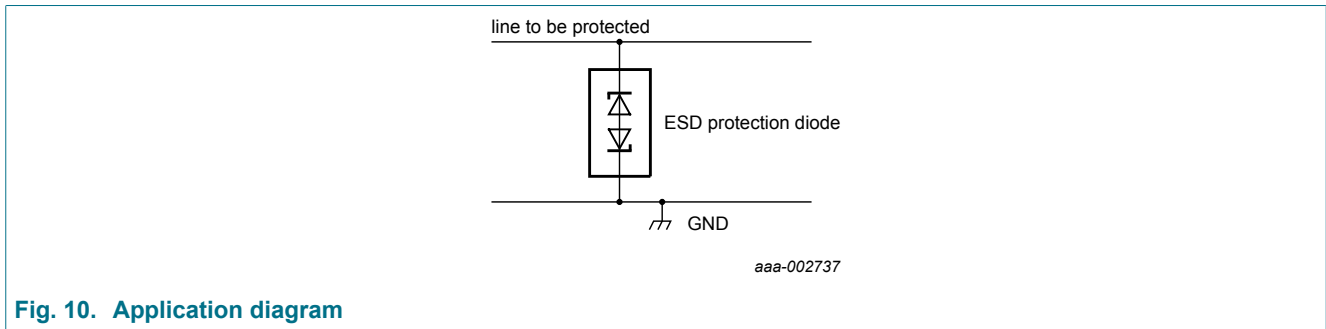 line to be protected
ESD protection diode
GND
aaa-002737
Fig. 10. Application diagram